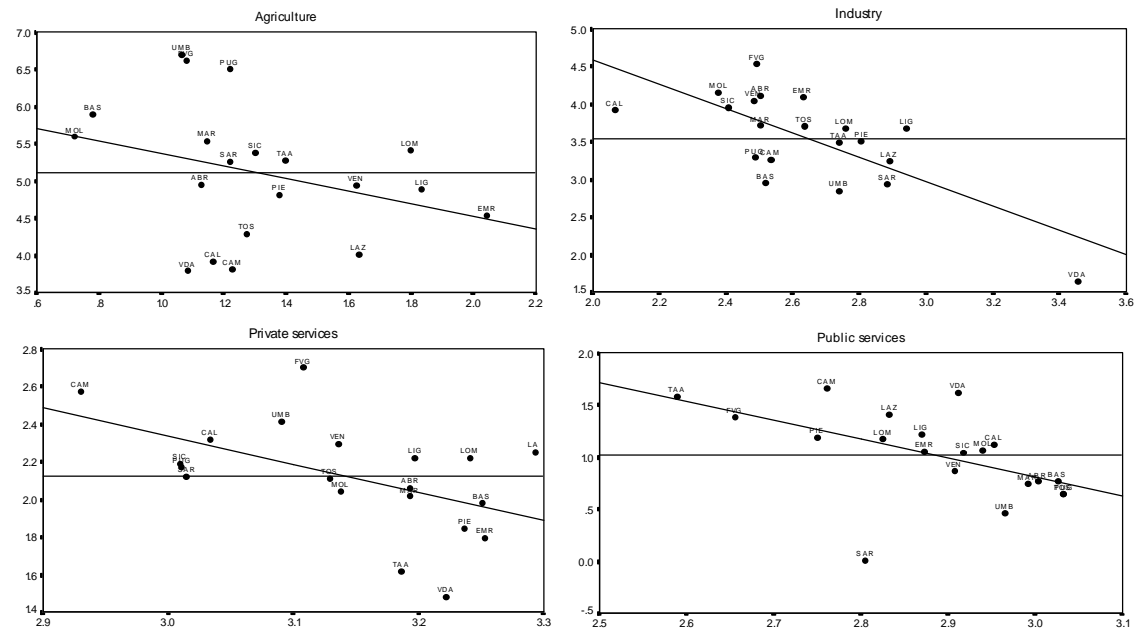 Agriculture
7.0
6.5
6.0
5.5
5.0
4.5
4.0
3.5
UMB
PUG
BAS
MOL
MAR
SAR
SIC
TAA
LOM
ABR
PIE
VEN
LIG
EMR
TOS
LAZ
VDA
CAL
CAM
.6 .8 1.0 1.2 1.4 1.6 1.8 2.0 2.2
Industry
5.0
4.5
4.0
3.5
3.0
2.5
2.0
1.5
FVG
MOL
ABR
VEN
EMR
CAL
SIC
MAR
TOS
LOM
LIG
TAA
PIE
PUG
CAM
LAZ
BAS
UMB
SAR
VDA
2.0 2.2 2.4 2.6 2.8 3.0 3.2 3.4 3.6
Private services
2.8
2.6
2.4
2.2
2.0
1.8
1.6
1.4
FVG
CAM
UMB
CAL
VEN
LIG
LOM
LA
SIC
PUG
SAR
TOS
MOL
ABR
MAR
BAS
PIE
EMR
TAA
VDA
2.9 3.0 3.1 3.2 3.3
Public services
2.0
1.5
1.0
0.5
0.0
-.5
TAA
CAM
VDA
FVG
LAZ
PIE
LOM
LIG
EMR
SIC
MOL
CAL
VEN
MAR
ABR
BAS
UMB
SAR
2.5 2.6 2.7 2.8 2.9 3.0 3.1